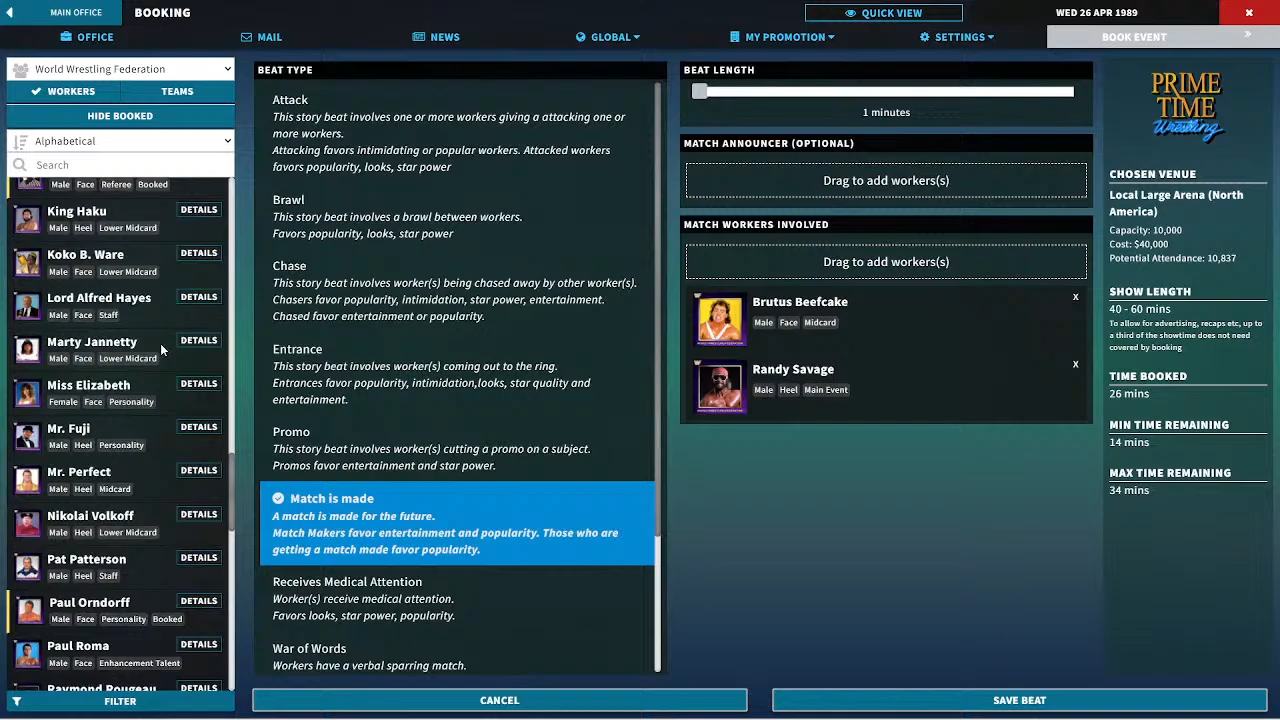 MAIN OFFICE
BOOKING
QUICK VIEW
WED 26 APR 1989
OFFICE
MAIL
NEWS
GLOBAL
MY PROMOTION
SETTINGS
BOOK EVENT
World Wrestling Federation
WORKERS
TEAMS
HIDE BOOKED
Alphabetical
Search
Male Face Referee Booked
King Haku
DETAILS
Male Heel Lower Midcard
Koko B. Ware
DETAILS
Male Face Lower Midcard
Lord Alfred Hayes
DETAILS
Male Face Staff
Marty Jannetty
DETAILS
Male Face Lower Midcard
Miss Elizabeth
DETAILS
Female Face Personality
Mr. Fuji
DETAILS
Male Heel Personality
Mr. Perfect
DETAILS
Male Heel Midcard
Nikolai Volkoff
DETAILS
Male Heel Lower Midcard
Pat Patterson
DETAILS
Male Heel Staff
Paul Orndorff
DETAILS
Male Face Personality Booked
Paul Roma
DETAILS
Male Face Enhancement Talent
Raymond Rougeau
DETAILS
FILTER
BEAT TYPE
Attack
This story beat involves one or more workers giving a attacking one or
more workers.
Attacking favors intimidating or popular workers. Attacked workers
favors popularity, looks, star power
Brawl
This story beat involves a brawl between workers.
Favors popularity, looks, star power
Chase
This story beat involves worker(s) being chased away by other worker(s).
Chasers favor popularity, intimidation, star power, entertainment.
Chased favor entertainment or popularity.
Entrance
This story beat involves worker(s) coming out to the ring.
Enrances favor popularity, intimidation,looks, star quality and
entertainment.
Promo
This story beat involves worker(s) cutting a promo on a subject.
Promos favor entertainment and star power.
Match is made
A match is made for the future.
Match Makers favor entertainment and popularity. Those who are
getting a match made favor popularity.
Receives Medical Attention
Worker(s) receive medical attention.
Favors looks, star power, popularity.
War of Words
Workers have a verbal sparring match.
CANCEL
BEAT LENGTH
1 minutes
MATCH ANNOUNCER (OPTIONAL)
Drag to add workers(s)
MATCH WORKERS INVOLVED
Drag to add workers(s)
Brutus Beefcake
x
Male Face Midcard
Randy Savage
x
Male Heel Main Event
SAVE BEAT
PRIME
TIME
Wrestling
CHOSEN VENUE
Local Large Arena (North
America)
Capacity: 10,000
Cost: $40,000
Potential Attendance: 10,837
SHOW LENGTH
40 - 60 mins
To allow for advertising, recaps etc, up
to a third of the showtime does not need
covered by booking
TIME BOOKED
26 mins
MIN TIME REMAINING
14 mins
MAX TIME REMAINING
34 mins